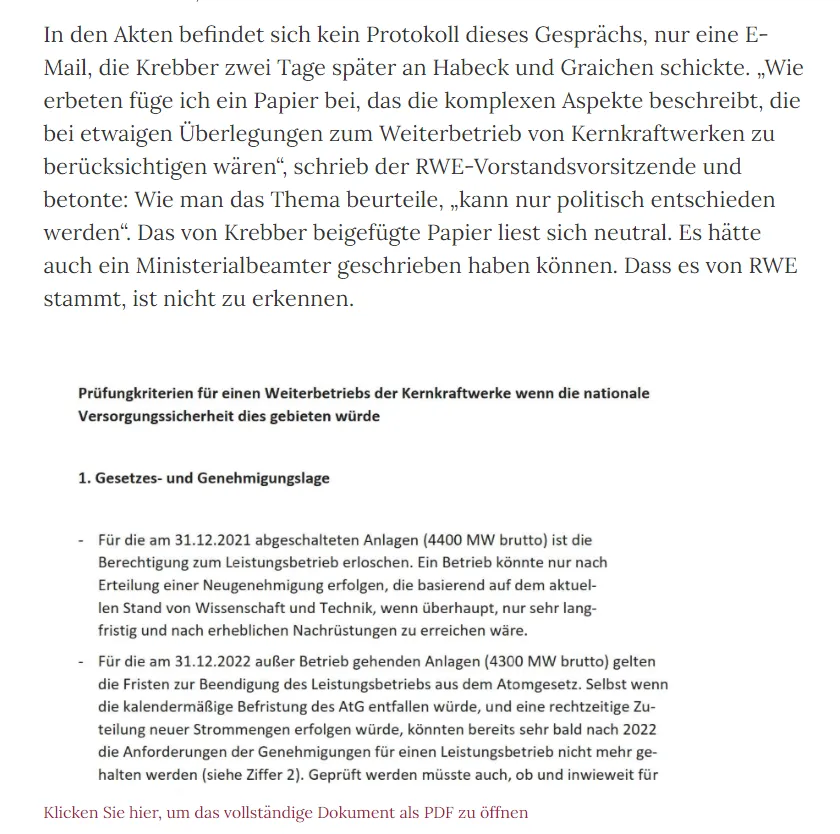 In den Akten befindet sich kein Protokoll dieses Gesprächs, nur eine E-
Mail, die Krebber zwei Tage später an Habeck und Graichen schickte. „Wie
erbeten füge ich ein Papier bei, das die komplexen Aspekte beschreibt, die
bei etwaigen Überlegungen zum Weiterbetrieb von Kernkraftwerken zu
berücksichtigen wären“, schrieb der RWE-Vorstandsvorsitzende und
betonte: Wie man das Thema beurteile, „kann nur politisch entschieden
werden“. Das von Krebber beigefügte Papier liest sich neutral. Es hätte
auch ein Ministerialbeamter geschrieben haben können. Dass es von RWE
stammt, ist nicht zu erkennen.
Prüfungkriterien für einen Weiterbetriebs der Kernkraftwerke wenn die nationale
Versorgungssicherheit dies gebieten würde
1. Gesetzes- und Genehmigungslage
- Für die am 31.12.2021 abgeschalteten Anlagen (4400 MW brutto) ist die
Berechtigung zum Leistungsbetrieb erloschen. Ein Betrieb könnte nur nach
Erteilung einer Neugenehmigung erfolgen, die basierend auf dem aktuel-
len Stand von Wissenschaft und Technik, wenn überhaupt, nur sehr lang-
fristig und nach erheblichen Nachrüstungen zu erreichen wäre.
- Für die am 31.12.2022 außer Betrieb gehenden Anlagen (4300 MW brutto) gelten
die Fristen zur Beendigung des Leistungsbetriebs aus dem Atomgesetz. Selbst wenn
die kalendermäßige Befristung des AtG entfallen würde, und eine rechtzeitige Zu-
teilung neuer Strommengen erfolgen würde, könnten bereits sehr bald nach 2022
die Anforderungen der Genehmigungen für einen Leistungsbetrieb nicht mehr ge-
halten werden (siehe Ziffer 2). Geprüft werden müsste auch, ob und inwieweit für
Klicken Sie hier, um das vollständige Dokument als PDF zu öffnen